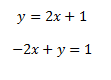 y = 2x + 1
−2x + y = 1